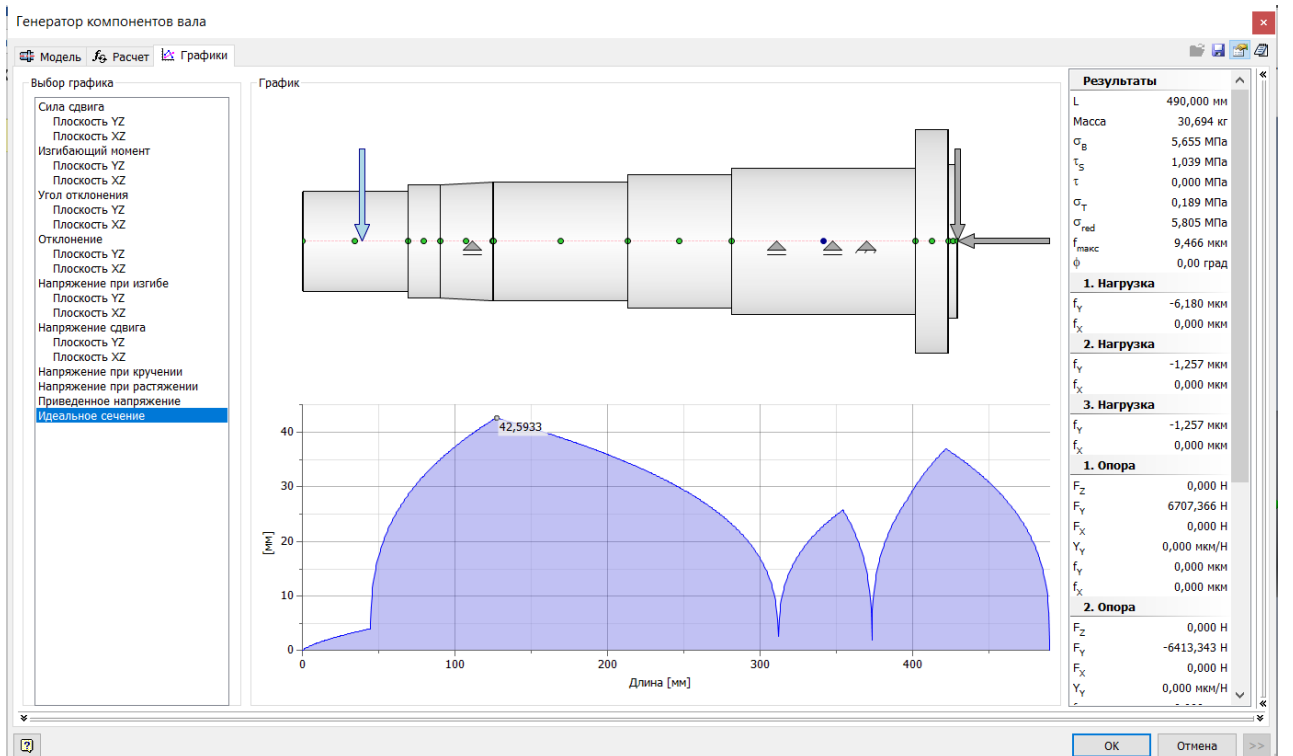 Генератор компонентов вала
Модель
fG Расчет
Графики
Выбор графика
Сила сдвига
Плоскость YZ
Плоскость XZ
Изгибающий момент
Плоскость YZ
Плоскость XZ
Угол отклонения
Плоскость YZ
Плоскость XZ
Отклонение
Плоскость YZ
Плоскость XZ
Напряжение при изгибе
Плоскость YZ
Плоскость XZ
Напряжение сдвига
Плоскость YZ
Плоскость XZ
Напряжение при кручении
Напряжение при растяжении
Приведенное напряжение
Идеальное сечение
График
42,5933
40
30
20
10
0
[мм]
0 100 200 300 400
Длина [мм]
Результаты
L 490,000 мм
Масса 30,694 кг
σB 5,655 МПа
τS 1,039 МПа
τ 0,000 МПа
σT 0,189 МПа
σred 5,805 МПа
fмакс 9,466 мкм
ϕ 0,00 град
1. Нагрузка
fY -6,180 мкм
fX 0,000 мкм
2. Нагрузка
fY -1,257 мкм
fX 0,000 мкм
3. Нагрузка
fY -1,257 мкм
fX 0,000 мкм
1. Опора
FZ 0,000 Н
FY 6707,366 Н
FX 0,000 Н
YY 0,000 мкм/Н
fY 0,000 мкм
fX 0,000 мкм
2. Опора
FZ 0,000 Н
FY -6413,343 Н
FX 0,000 Н
YY 0,000 мкм/Н
ОК
Отмена
>>